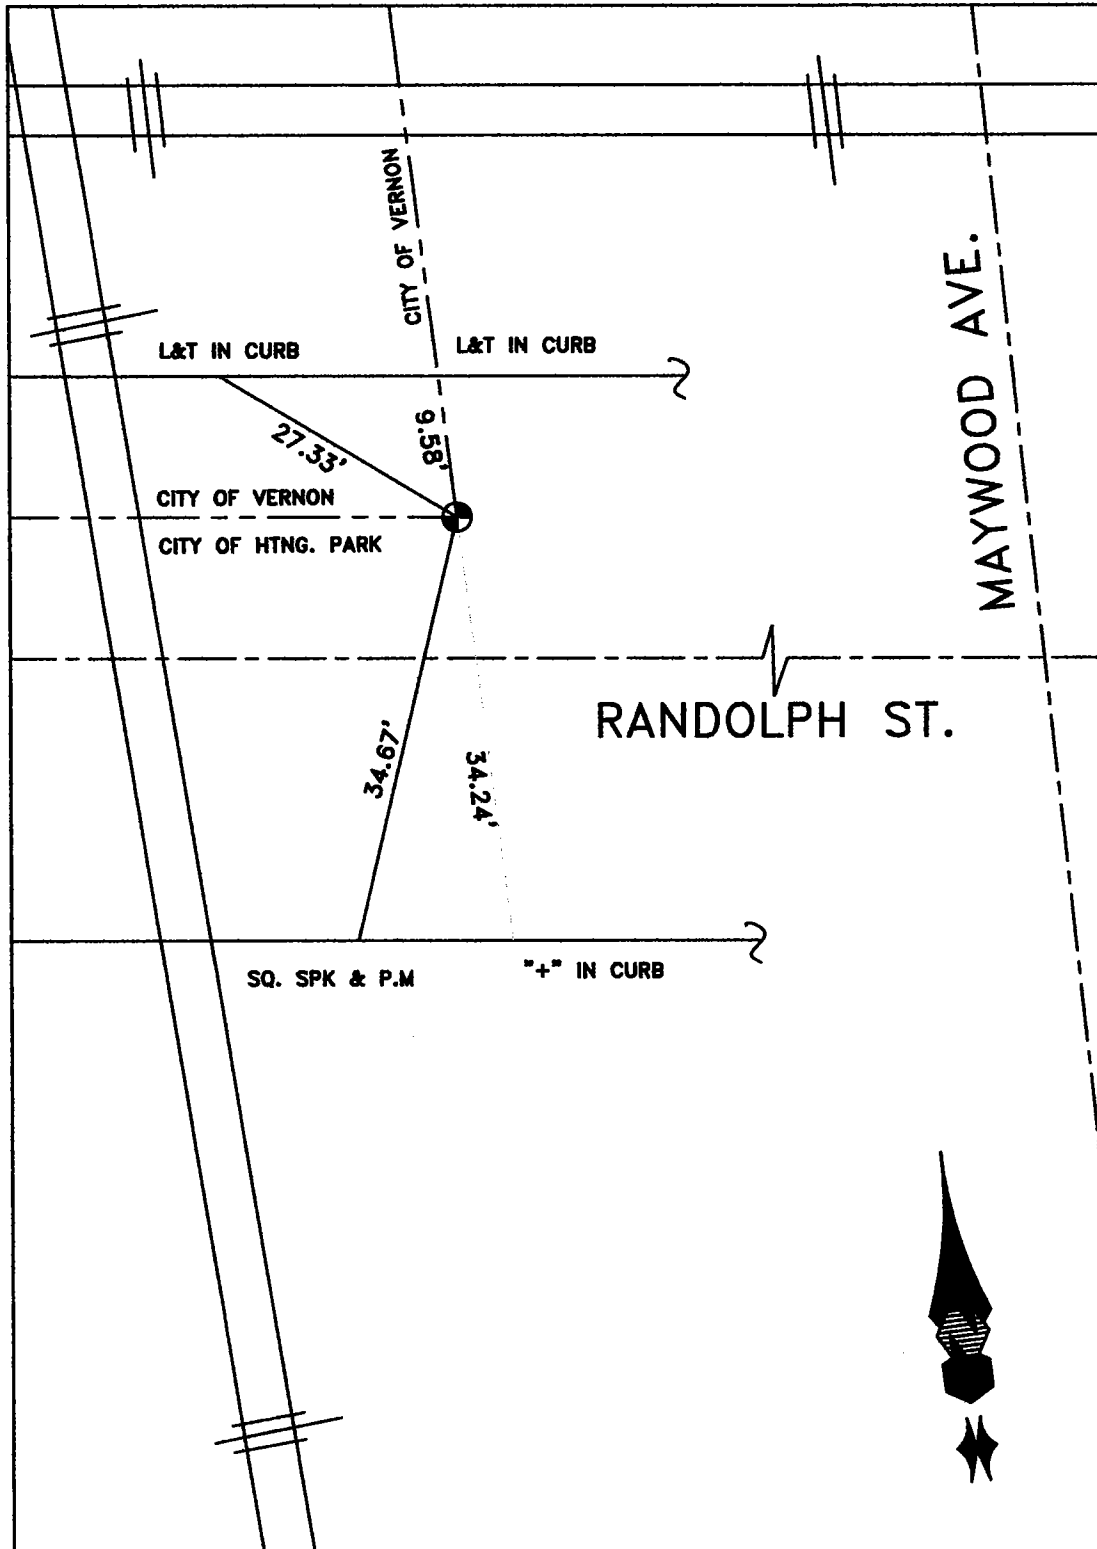 CITY OF VERNON
MAYWOOD AVE.
L&T IN CURB
L&T IN CURB
27.33'
9.58'
CITY OF VERNON
CITY OF HTNG. PARK
RANDOLPH ST.
34.67'
34.24'
SQ. SPK & P.M
"+" IN CURB